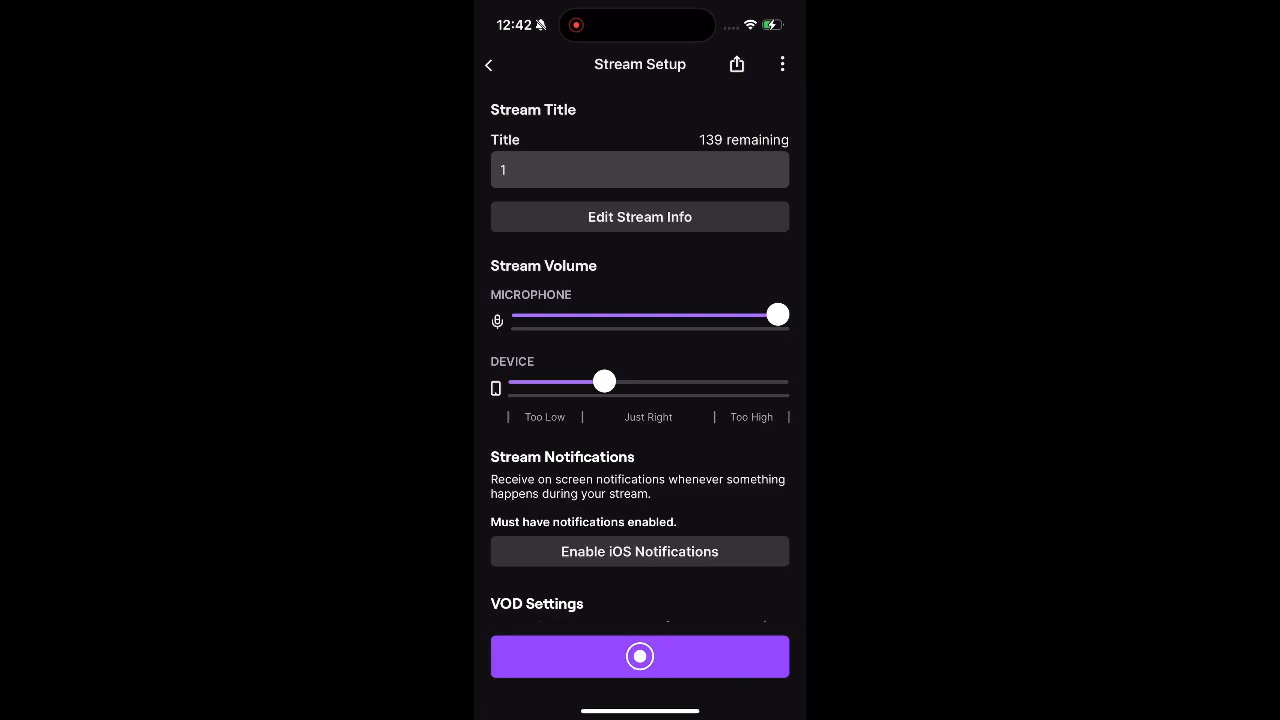 12:42
Stream Setup
Stream Title
Title 139 remaining
1
Edit Stream Info
Stream Volume
MICROPHONE
DEVICE
Too Low Just Right Too High
Stream Notifications
Receive on screen notifications whenever something
happens during your stream.
Must have notifications enabled.
Enable iOS Notifications
VOD Settings